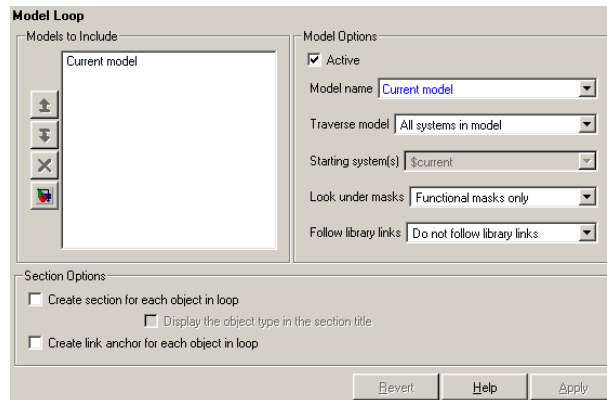 Model Loop
Models to Include
Current model
Model Options
Active
Model name Current model
Traverse model All systems in model
Starting system(s) $current
Look under masks Functional masks only
Follow library links Do not follow library links
Section Options
Create section for each object in loop
Display the object type in the section title
Create link anchor for each object in loop
Revert Help Apply